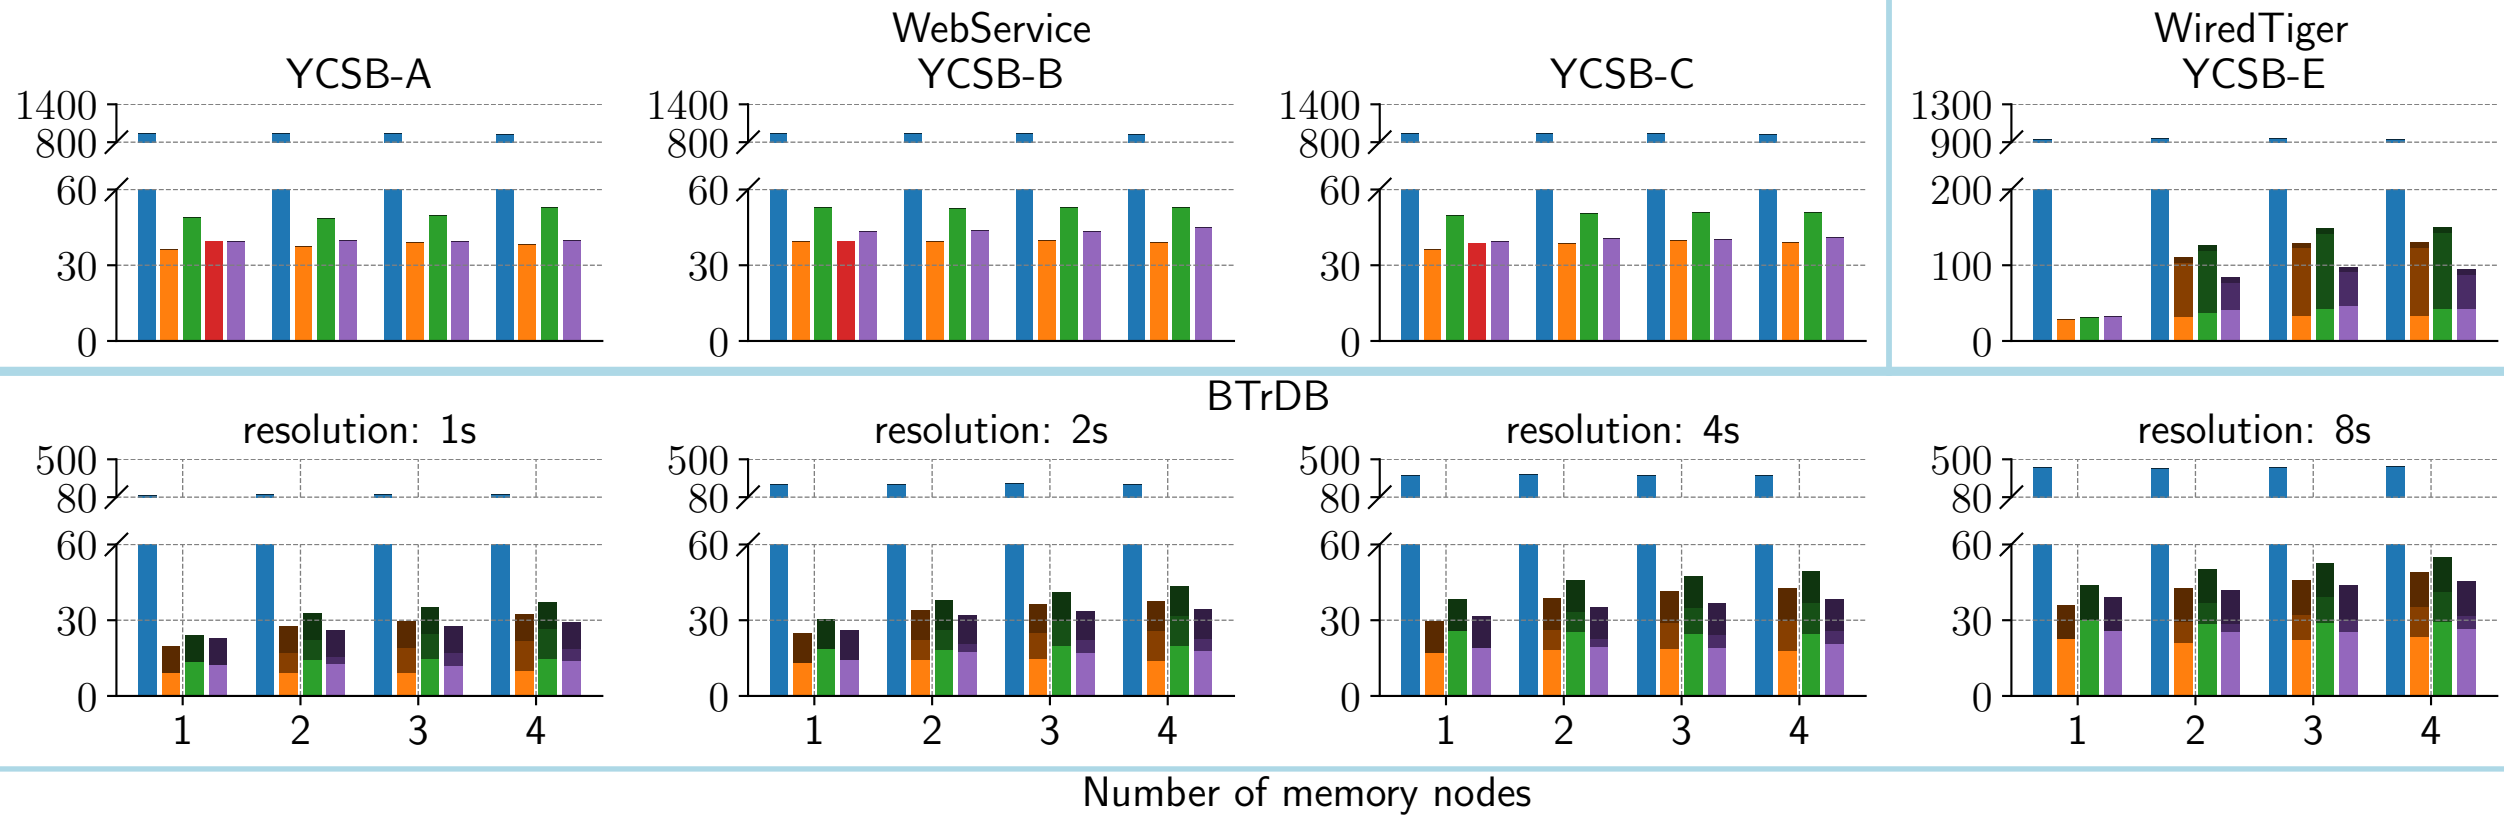 WebService
WiredTiger
YCSB-A
YCSB-B
YCSB-C
YCSB-E
1400 1400 1400 1300
800 800 800 900
60 60 60 200
30 30 30 100
0 0 0 0
BTrDB
resolution: 1s
resolution: 2s
resolution: 4s
resolution: 8s
500 500 500 500
80 80 80 80
60 60 60 60
30 30 30 30
0 0 0 0
1 2 3 4 1 2 3 4 1 2 3 4 1 2 3 4
Number of memory nodes